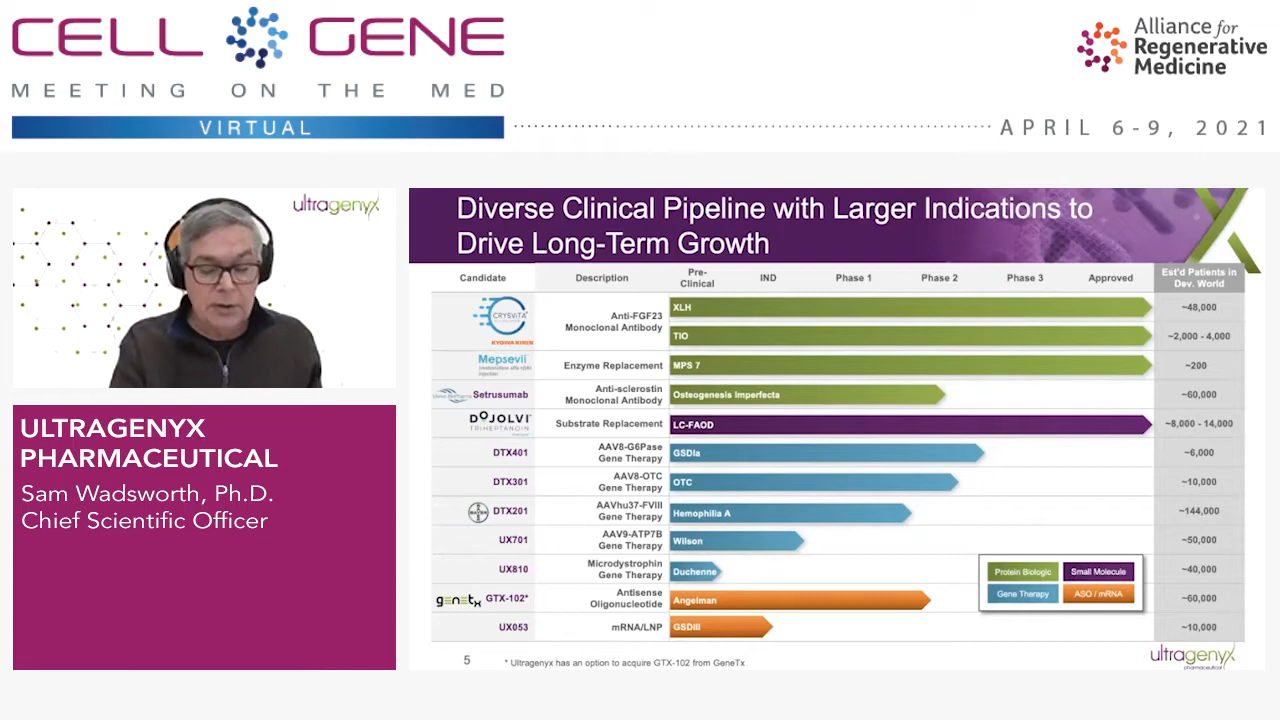 CELL GENE
MEETING ON THE MED
VIRTUAL
Alliance for
Regenerative
Medicine
APRIL 6-9, 2021
ultragenyx
ULTRAGENYX
PHARMACEUTICAL
Sam Wadsworth, Ph.D.
Chief Scientific Officer
Diverse Clinical Pipeline with Larger Indications to
Drive Long-Term Growth
Candidate Description Pre-Clinical IND Phase 1 Phase 2 Phase 3 Approved Est'd Patients in Dev. World
CRYSVITA KYOWA KIRIN Anti-FGF23 Monoclonal Antibody XLH ~48,000
TIO ~2,000 - 4,000
Mepsevii Enzyme Replacement MPS 7 ~200
Setrusumab Anti-sclerostin Monoclonal Antibody Osteogenesis Imperfecta ~60,000
DOJOLVI TRIHEPTANOIN Substrate Replacement LC-FAOD ~8,000 - 14,000
DTX401 AAV8-G6Pase Gene Therapy GSDIa ~6,000
DTX301 AAV8-OTC Gene Therapy OTC ~10,000
BAYER DTX201 AAVhu37-FVIII Gene Therapy Hemophilia A ~144,000
UX701 AAV9-ATP7B Gene Therapy Wilson ~50,000
UX810 Microdystrophin Gene Therapy Duchenne ~40,000
genetx GTX-102* Antisense Oligonucleotide Angelman ~60,000
UX053 mRNA/LNP GSDIII ~10,000
Protein Biologic Small Molecule
Gene Therapy ASO / mRNA
5 * Ultragenyx has an option to acquire GTX-102 from GeneTx
ultragenyx
pharmaceutical